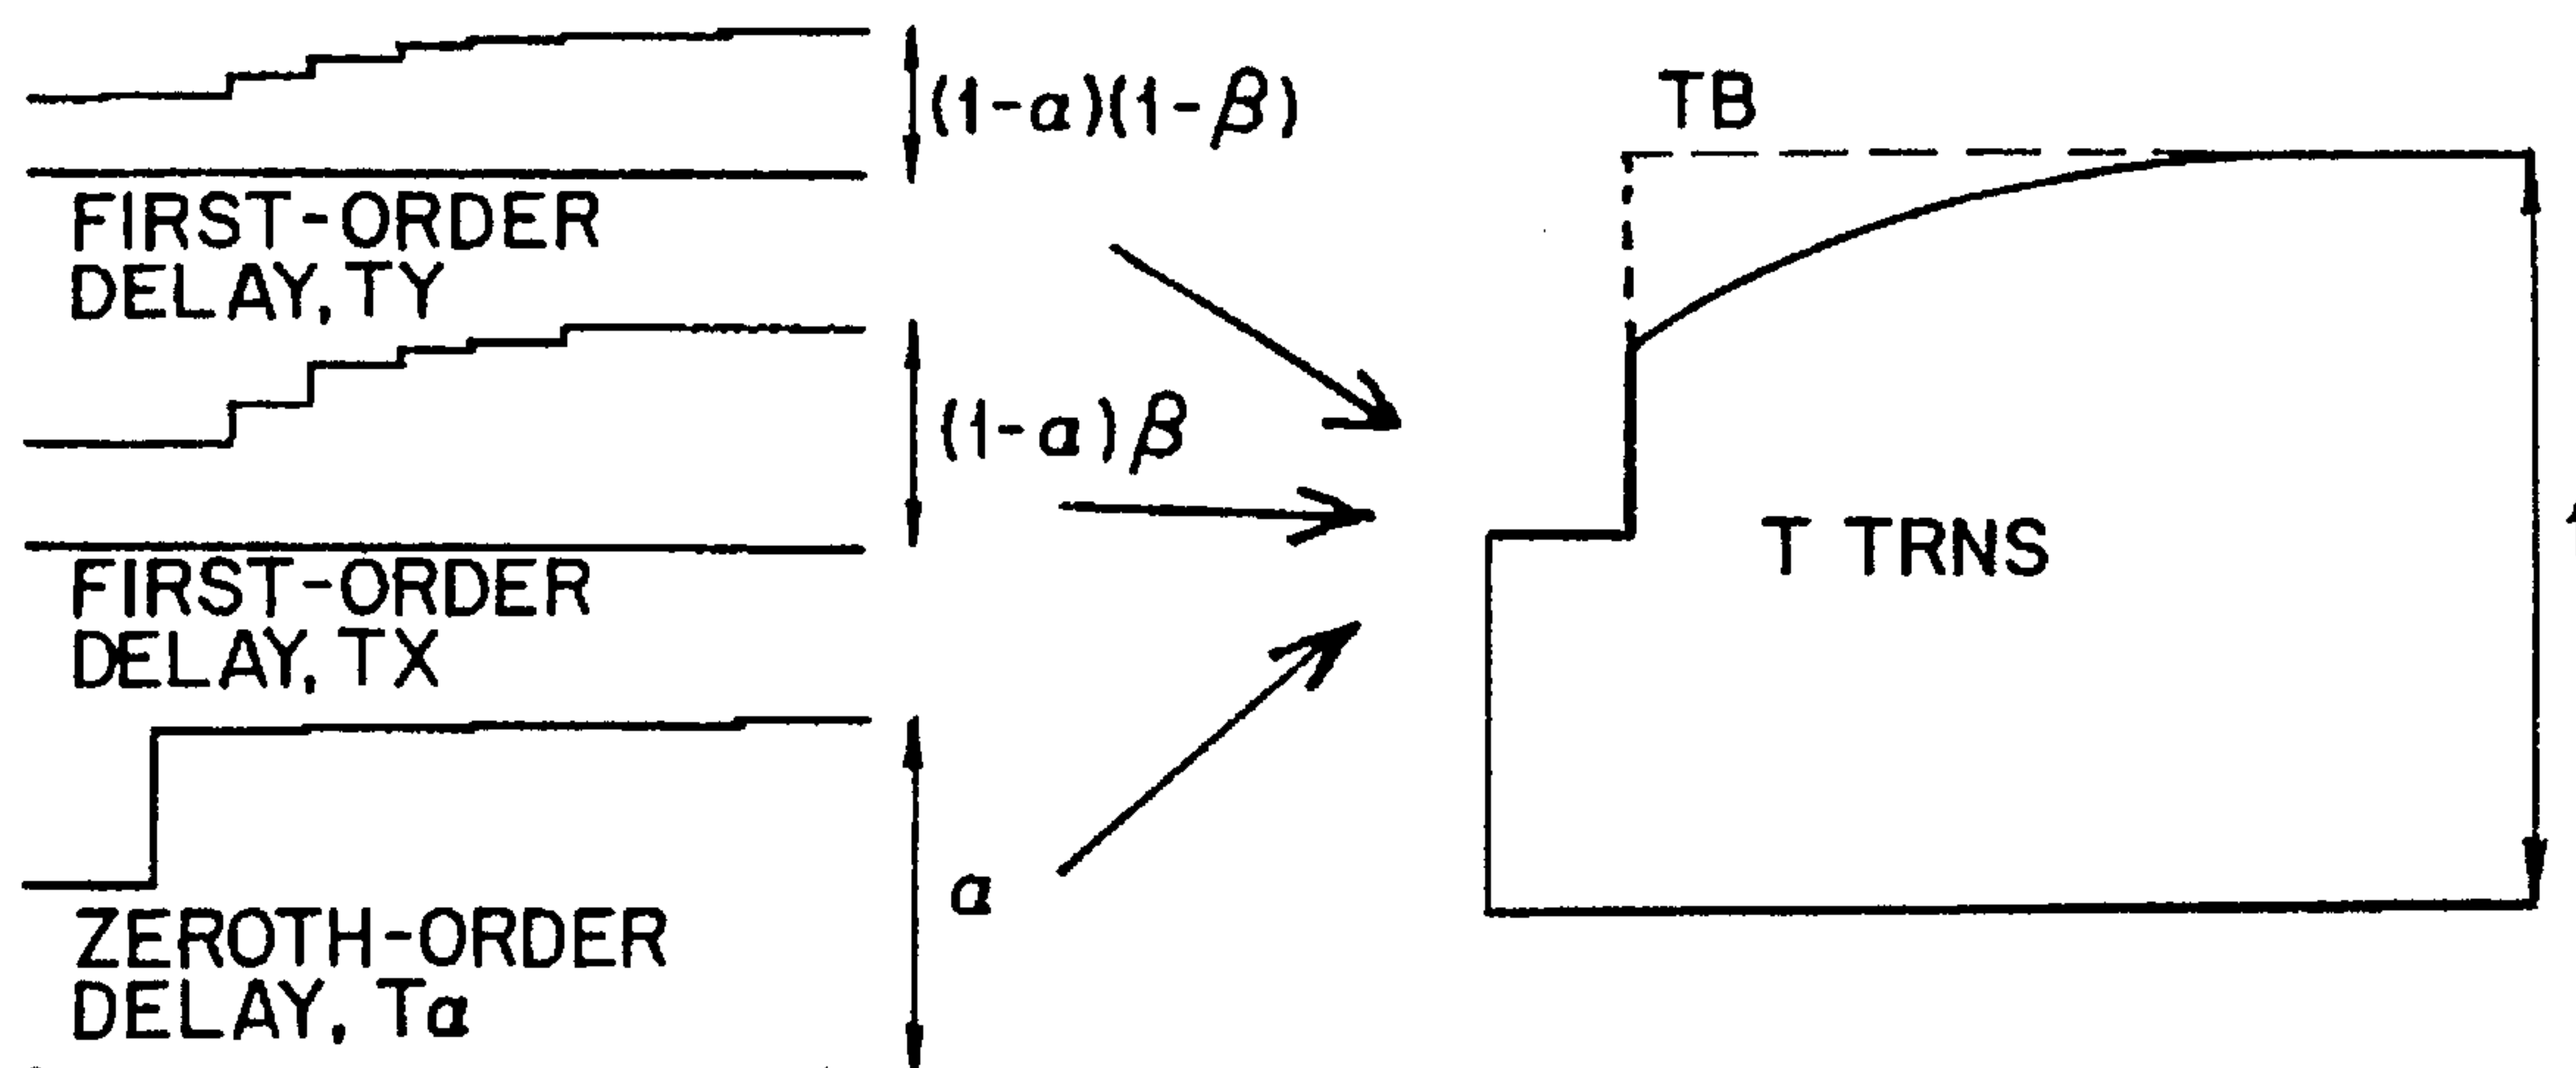 (1-α)(1-β)
FIRST-ORDER
DELAY, TY
(1-α)β
FIRST-ORDER
DELAY, TX
α
ZEROTH-ORDER
DELAY, Tα
TB
T TRNS